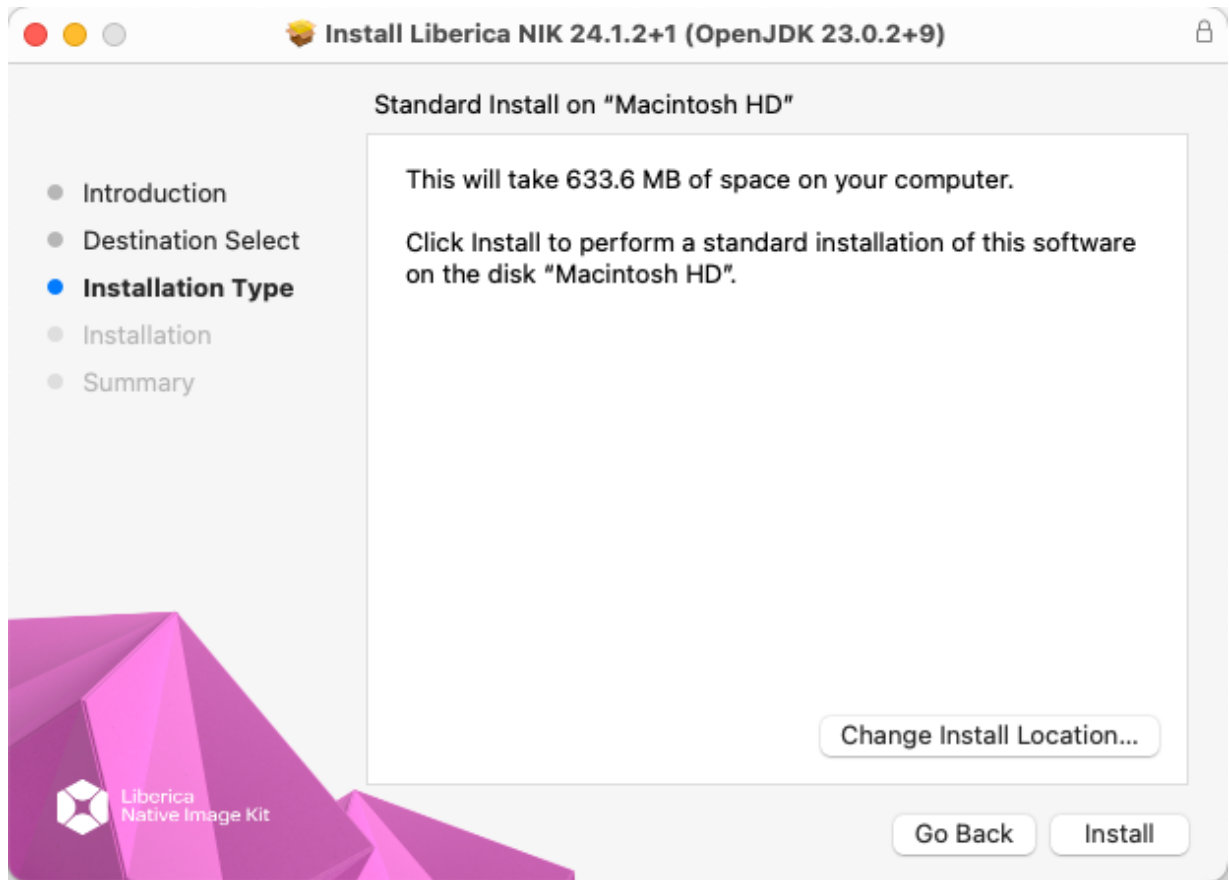 Install Liberica NIK 24.1.2+1 (OpenJDK 23.0.2+9)
Standard Install on “Macintosh HD”
Introduction
Destination Select
Installation Type
Installation
Summary
This will take 633.6 MB of space on your computer.
Click Install to perform a standard installation of this software
on the disk “Macintosh HD”.
Change Install Location...
Liberica
Native Image Kit
Go Back
Install